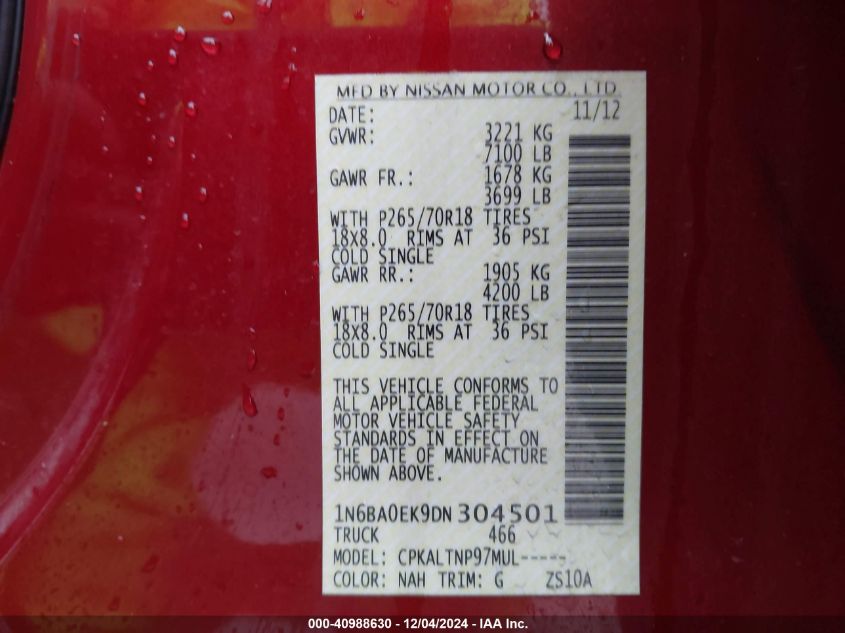 MFD BY NISSAN MOTOR CO., LTD
DATE: 11/12
GVWR: 3221 KG
7100 LB
GAWR FR.: 1678 KG
3699 LB
WITH P265/70R18 TIRES
18X8.0 RIMS AT 36 PSI
COLD SINGLE
GAWR RR.: 1905 KG
4200 LB
WITH P265/70R18 TIRES
18X8.0 RIMS AT 36 PSI
COLD SINGLE
THIS VEHICLE CONFORMS TO
ALL APPLICABLE FEDERAL
MOTOR VEHICLE SAFETY
STANDARDS IN EFFECT ON
THE DATE OF MANUFACTURE
SHOWN ABOVE.
1N6BA0EK9DN304501
TRUCK 466
MODEL: CPKALTNP97MUL-----
COLOR: NAH TRIM: G ZS10A
000-40988630 - 12/04/2024 - IAA Inc.